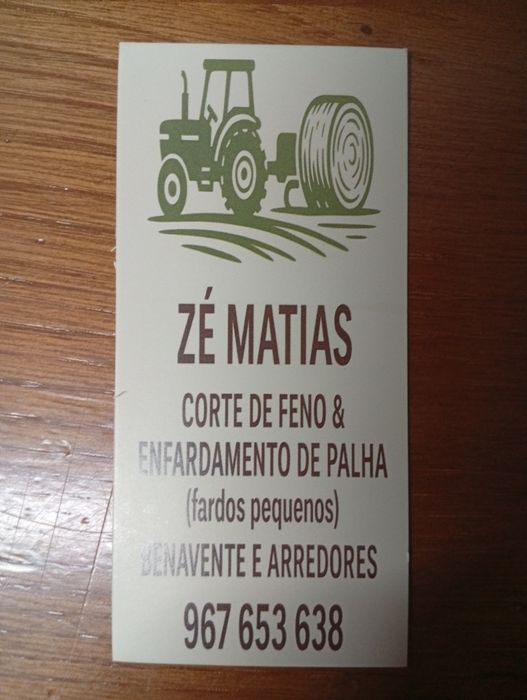 ZÉ MATIAS
CORTE DE FENO &
ENFARDAMENTO DE PALHA
(fardos pequenos)
BENAVENTE E ARREDORES
967 653 638